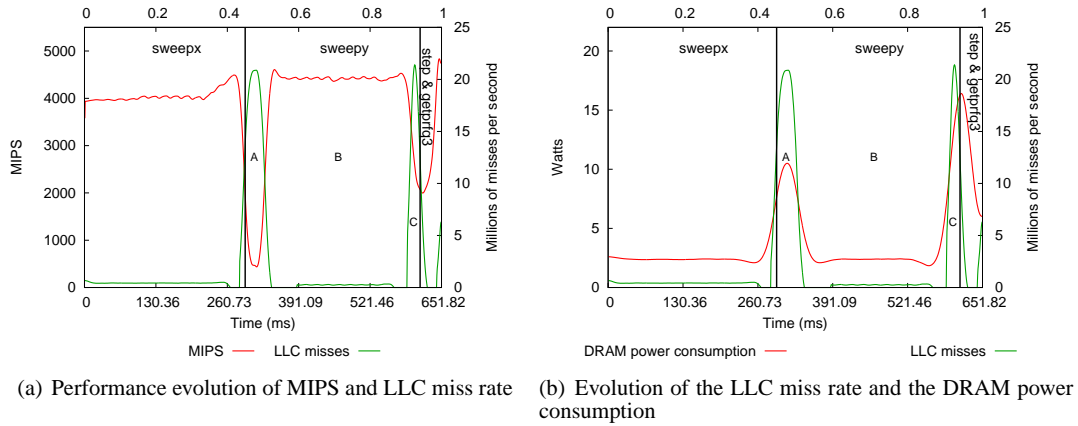 0 0.2 0.4 0.6 0.8 1
5000
4000
3000
2000
1000
0
MIPS
25
20
15
10
5
0
Millions of misses per second
sweepx
sweepy
step & getprfq3
A
B
C
0 130.36 260.73 391.09 521.46 651.82
Time (ms)
MIPS
LLC misses
(a) Performance evolution of MIPS and LLC miss rate
0 0.2 0.4 0.6 0.8 1
20
15
10
5
0
Watts
25
20
15
10
5
0
Millions of misses per second
sweepx
sweepy
step & getprfq3
A
B
C
0 130.36 260.73 391.09 521.46 651.82
Time (ms)
DRAM power consumption
LLC misses
(b) Evolution of the LLC miss rate and the DRAM power
consumption